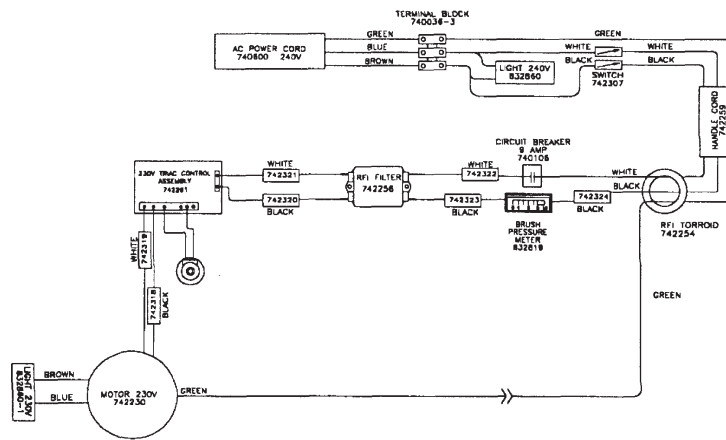 TERMINAL BLOCK
740036-3
GREEN
GREEN
AC POWER CORD
740600 240V
BLUE
WHITE
WHITE
BROWN
LIGHT 240V
832860
BLACK
BLACK
SWITCH
742307
HANDLE CORD
742259
230V TRIAC CONTROL
ASSEMBLY
742261
WHITE
742321
742320
BLACK
RFI FILTER
742256
WHITE
742322
742323
BLACK
CIRCUIT BREAKER
9 AMP
740106
WHITE
BLACK
742324
BLACK
BRUSH
PRESSURE
METER
832819
RFI TORROID
742254
WHITE
742319
742318
BLACK
GREEN
LIGHT 230V
832860-1
BROWN
BLUE
MOTOR 230V
742230
GREEN